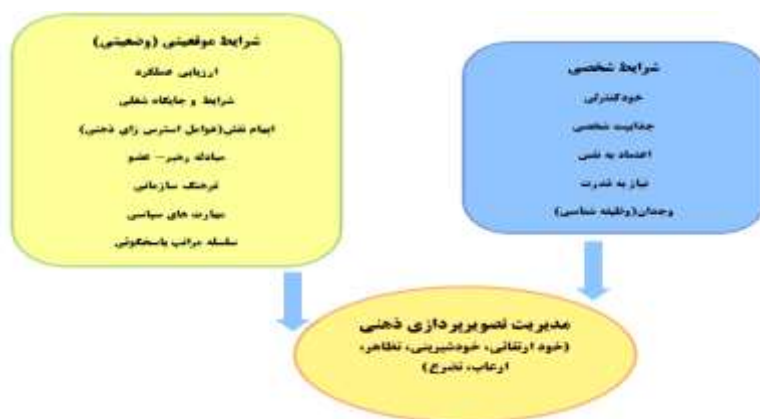 شرایط موقعیتی (وضعیتی)
ارزیابی عملکرد
شرایط و جایگاه شغلی
ابهام نقش(عوامل استرس زای ذهنی)
مبادله رهبر- عضو
فرهنگ سازمانی
مهارت های سیاسی
سلسله مراتب پاسخگوئی
شرایط شخصی
خودکنترلی
جذابیت شخصی
اعتماد به نفس
نیاز به قدرت
وجدان(وظیفه شناسی)
مدیریت تصویرپردازی ذهنی
(خود ارتقائی، خودشیرینی، تظاهر،
ارعاب، تضرع)